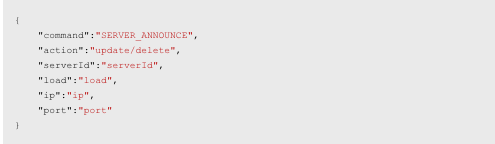 {
"command":"SERVER_ANNOUNCE",
"action":"update/delete",
"serverId":"serverId",
"load":"load",
"ip":"ip",
"port":"port"
}